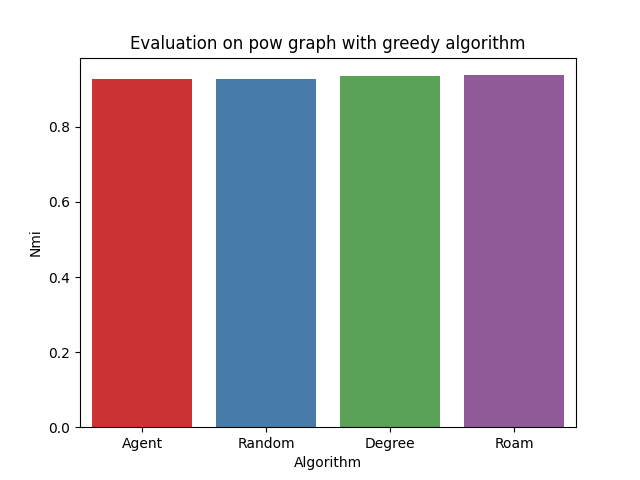 Evaluation on pow graph with greedy algorithm
Nmi
0.8
0.6
0.4
0.2
0.0
Agent Random Degree Roam
Algorithm